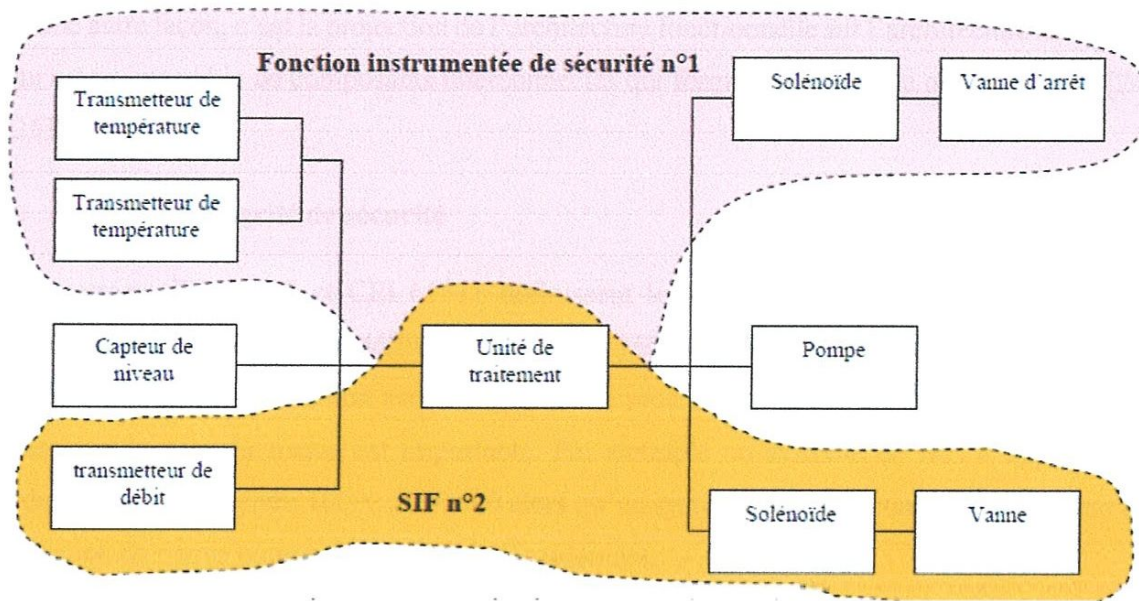 Fonction instrumentée de sécurité n°1
Transmetteur de
température
Transmetteur de
température
Solénoïde
Vanne d'arrêt
Capteur de
niveau
Unité de
traitement
Pompe
transmetteur de
débit
SIF n°2
Solénoïde
Vanne